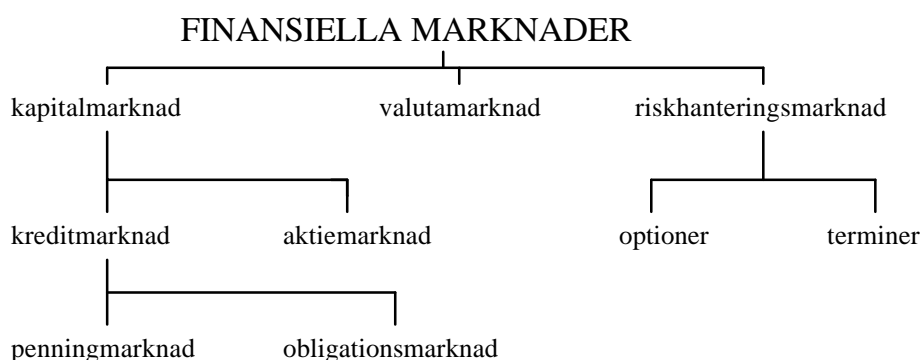 FINANSIELLA MARKNADER
kapitalmarknad valutamarknad riskhanteringsmarknad
kreditmarknad aktiemarknad optioner terminer
penningmarknad obligationsmarknad